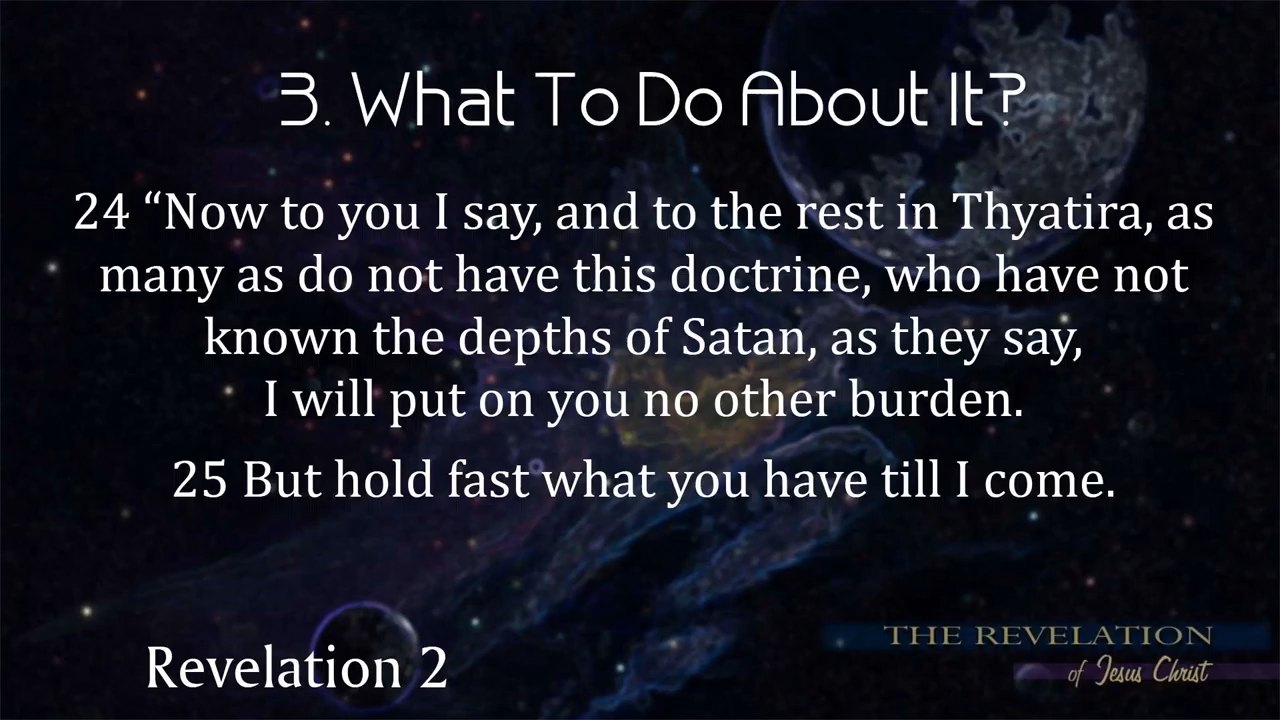 3. What To Do About It?
24 “Now to you I say, and to the rest in Thyatira, as
many as do not have this doctrine, who have not
known the depths of Satan, as they say,
I will put on you no other burden.
25 But hold fast what you have till I come.
Revelation 2
THE REVELATION
of Jesus Christ